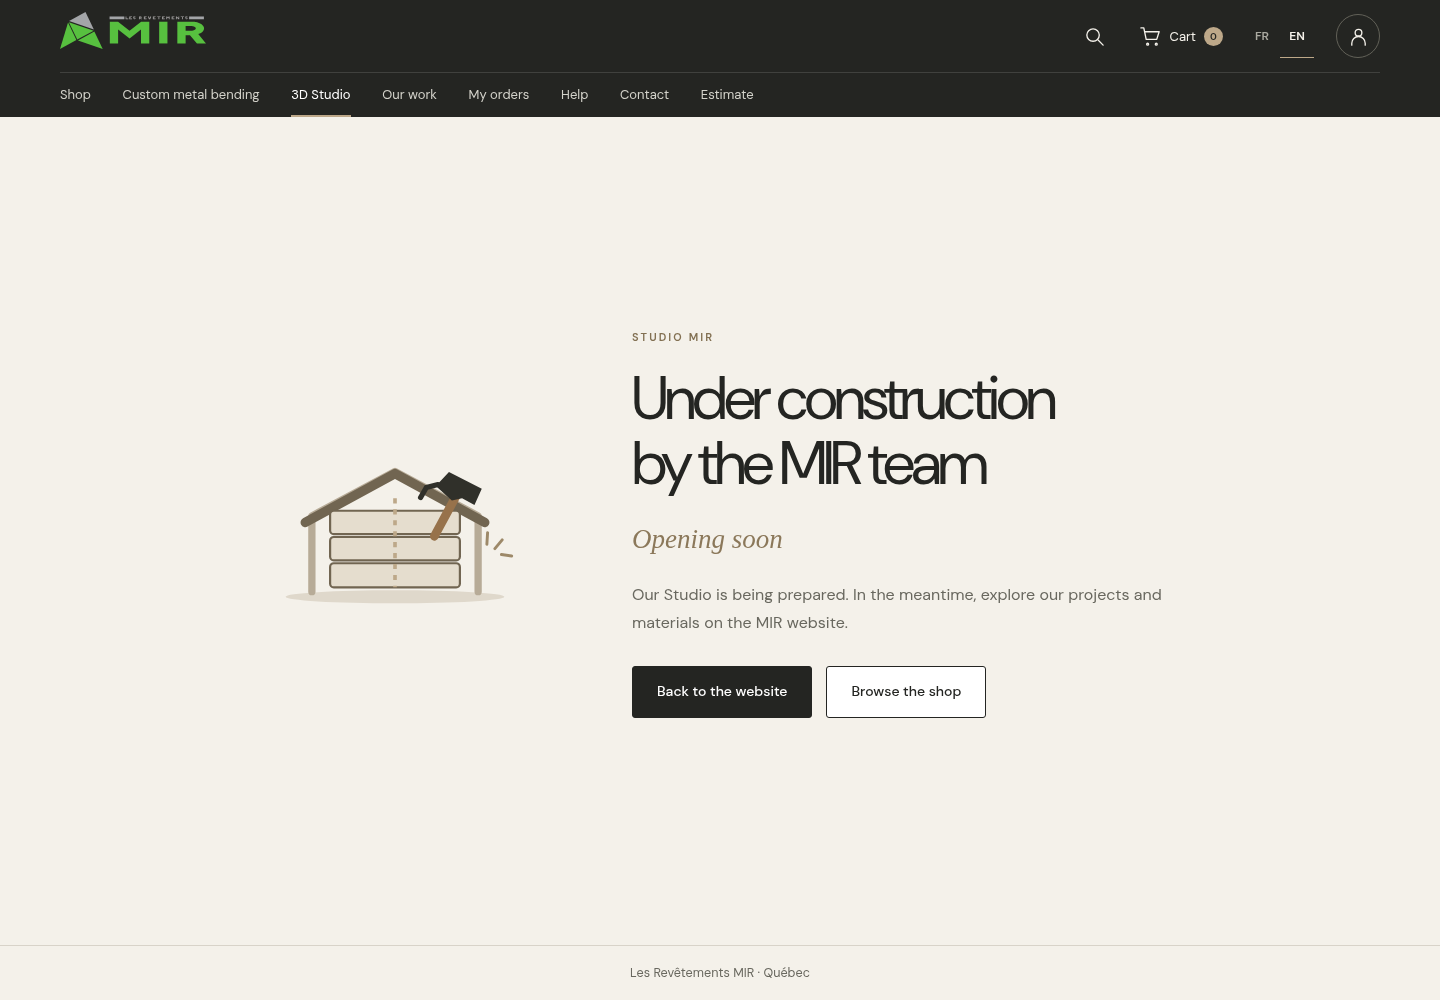 LES REVÊTEMENTS
MIR
Cart 0
FR EN
Shop Custom metal bending 3D Studio Our work My orders Help Contact Estimate
STUDIO MIR
Under construction
by the MIR team
Opening soon
Our Studio is being prepared. In the meantime, explore our projects and
materials on the MIR website.
Back to the website Browse the shop
Les Revêtements MIR · Québec